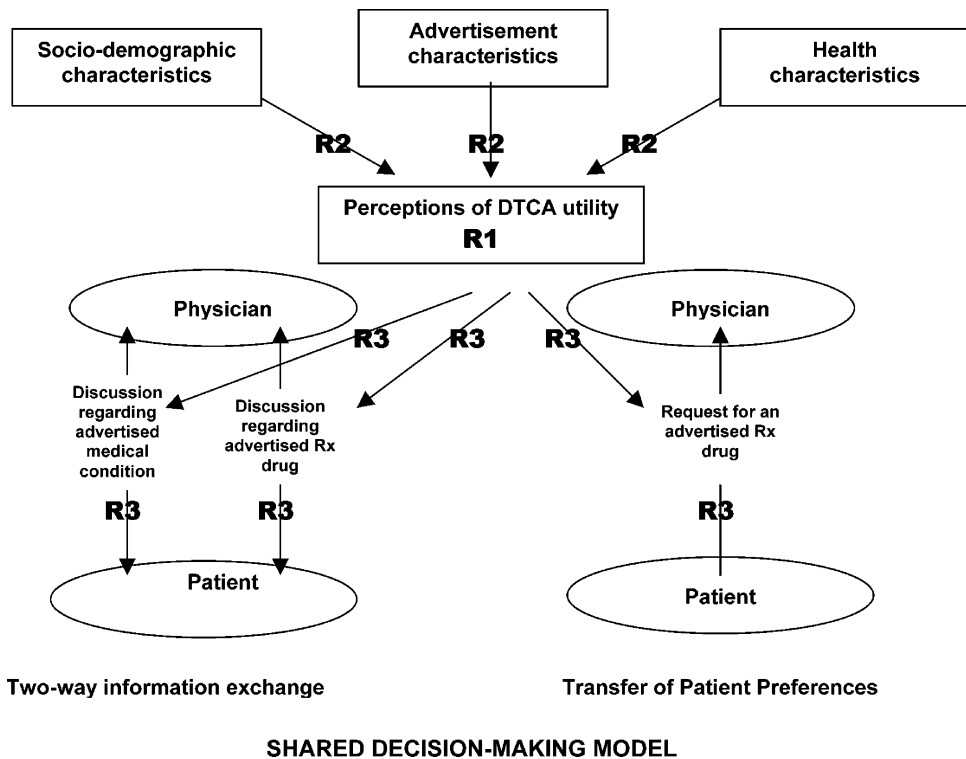 Socio-demographic
characteristics
Advertisement
characteristics
Health
characteristics
R2
R2
R2
Perceptions of DTCA utility
R1
Physician
Physician
R3
R3
R3
Discussion
regarding
advertised
medical
condition
Discussion
regarding
advertised Rx
drug
Request for an
advertised Rx
drug
R3
R3
R3
Patient
Patient
Two-way information exchange
Transfer of Patient Preferences
SHARED DECISION-MAKING MODEL